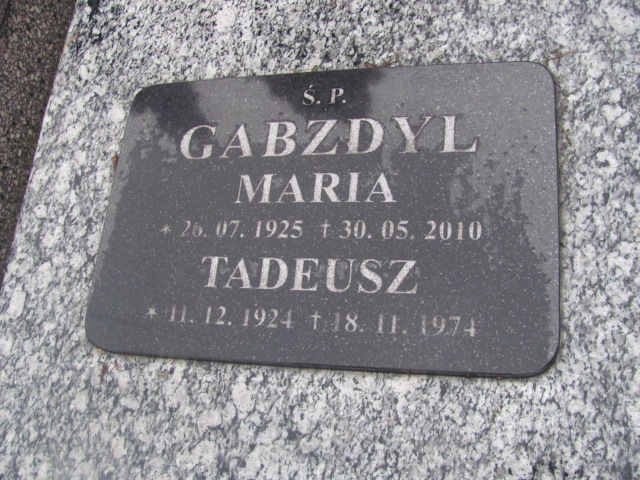 Ś. P.
GABZDYL
MARIA
* 26. 07. 1925 † 30. 05. 2010
TADEUSZ
* 11. 12. 1924 † 18. 11. 1974